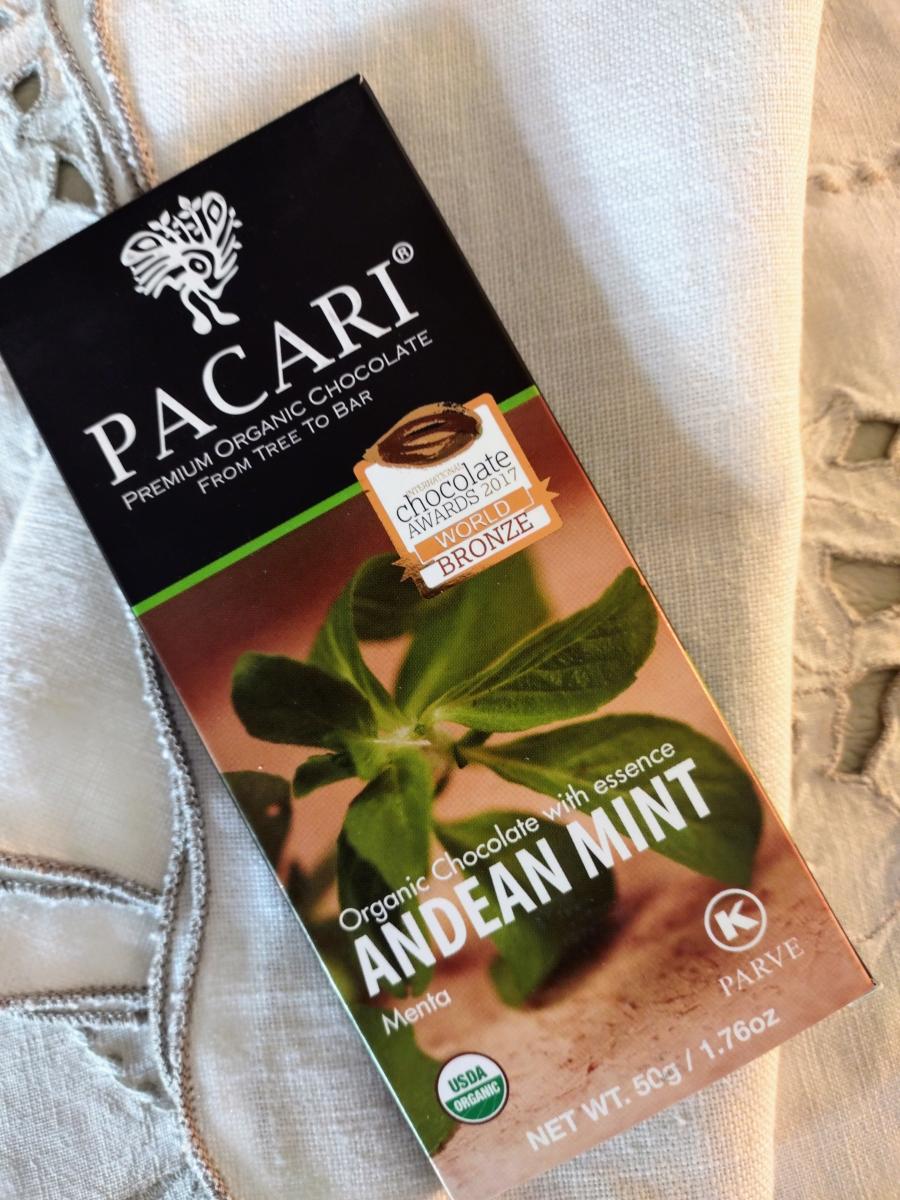 PACARI®
PREMIUM ORGANIC CHOCOLATE
FROM TREE TO BAR
INTERNATIONAL
chocolate
AWARDS 2017
WORLD
BRONZE
Organic Chocolate with essence
ANDEAN MINT
Menta
K
PARVE
USDA
ORGANIC
NET WT. 50g / 1.76oz